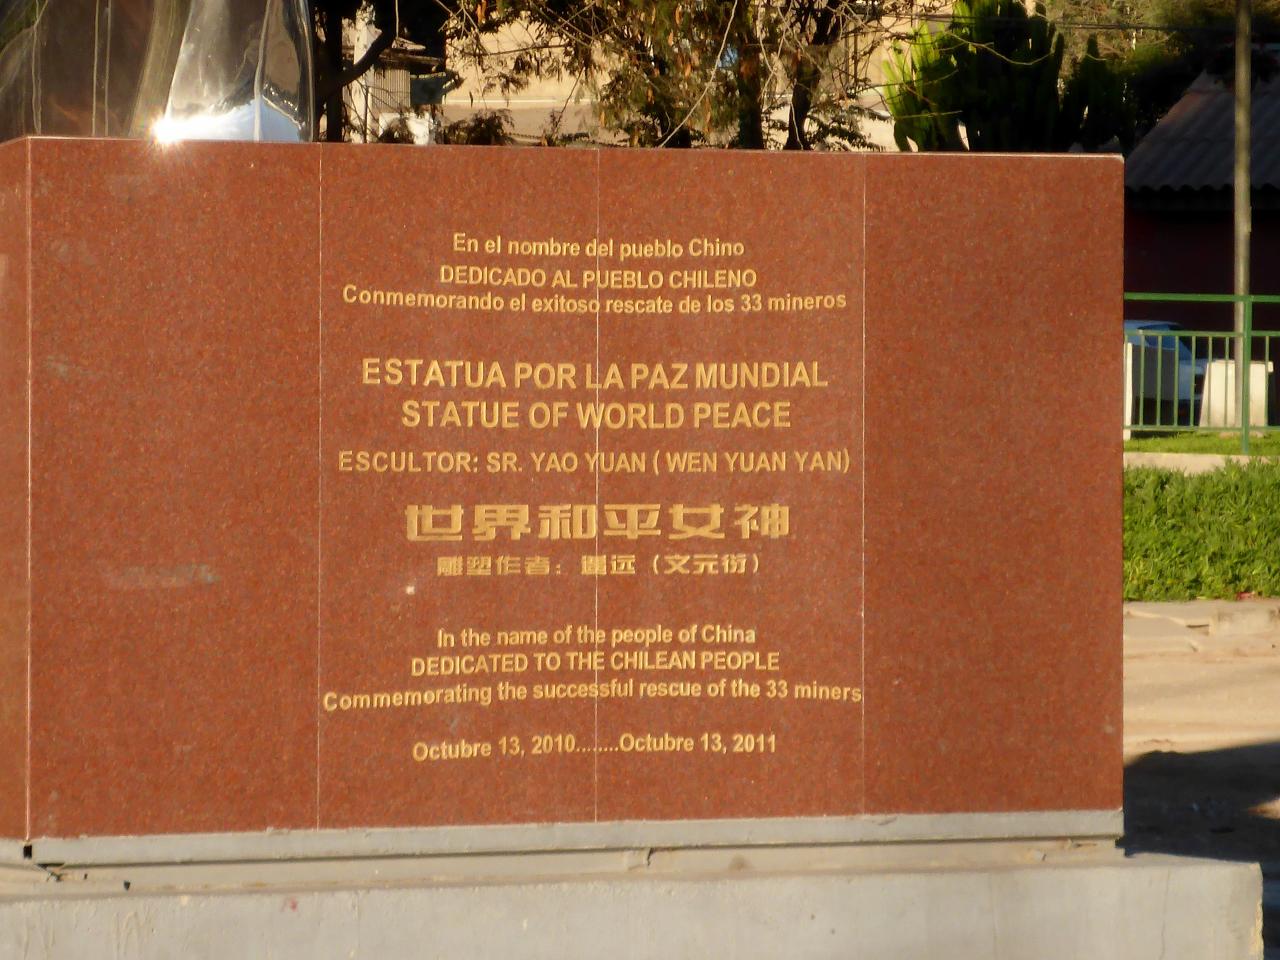 En el nombre del pueblo Chino
DEDICADO AL PUEBLO CHILENO
Conmemorando el exitoso rescate de los 33 mineros
ESTATUA POR LA PAZ MUNDIAL
STATUE OF WORLD PEACE
ESCULTOR: SR. YAO YUAN (WEN YUAN YAN)
世界和平女神
雕塑作者: 遥远 (文元衍)
In the name of the people of China
DEDICATED TO THE CHILEAN PEOPLE
Commemorating the successful rescue of the 33 miners
Octubre 13, 2010........Octubre 13, 2011